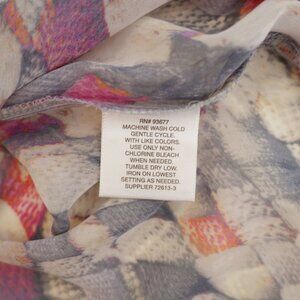 RN# 93677
MACHINE WASH COLD
GENTLE CYCLE.
WITH LIKE COLORS.
USE ONLY NON-
CHLORINE BLEACH
WHEN NEEDED.
TUMBLE DRY LOW.
IRON ON LOWEST
SETTING AS NEEDED.
SUPPLIER 72613-3